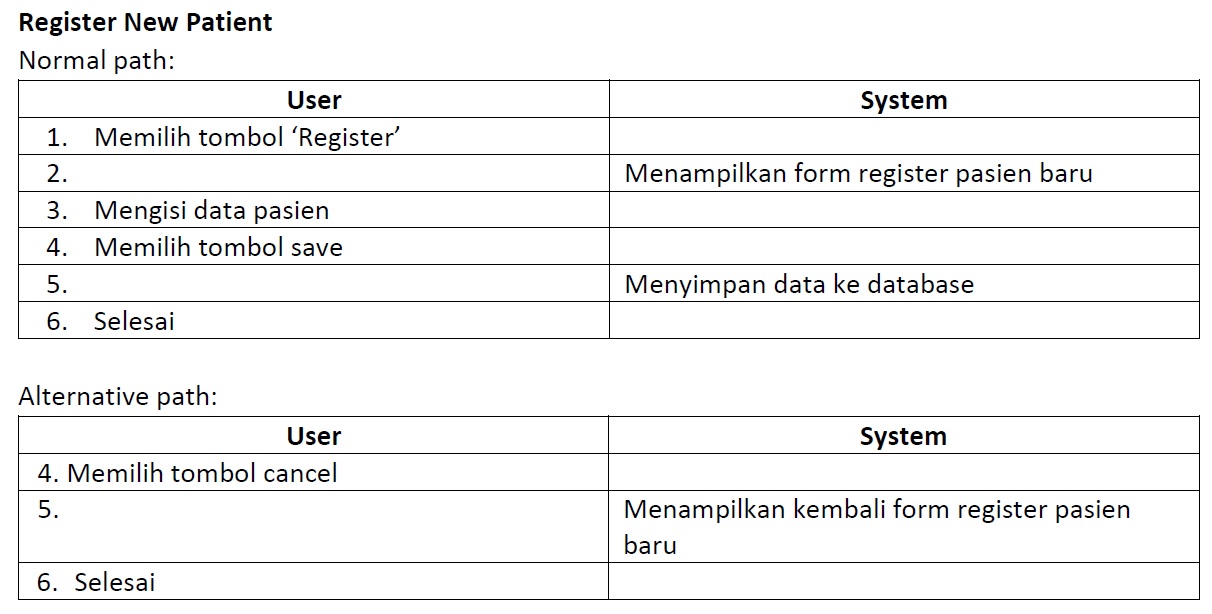 Register New Patient
Normal path:
User System
1. Memilih tombol ‘Register’
2. Menampilkan form register pasien baru
3. Mengisi data pasien
4. Memilih tombol save
5. Menyimpan data ke database
6. Selesai
Alternative path:
User System
4. Memilih tombol cancel
5. Menampilkan kembali form register pasien
baru
6. Selesai